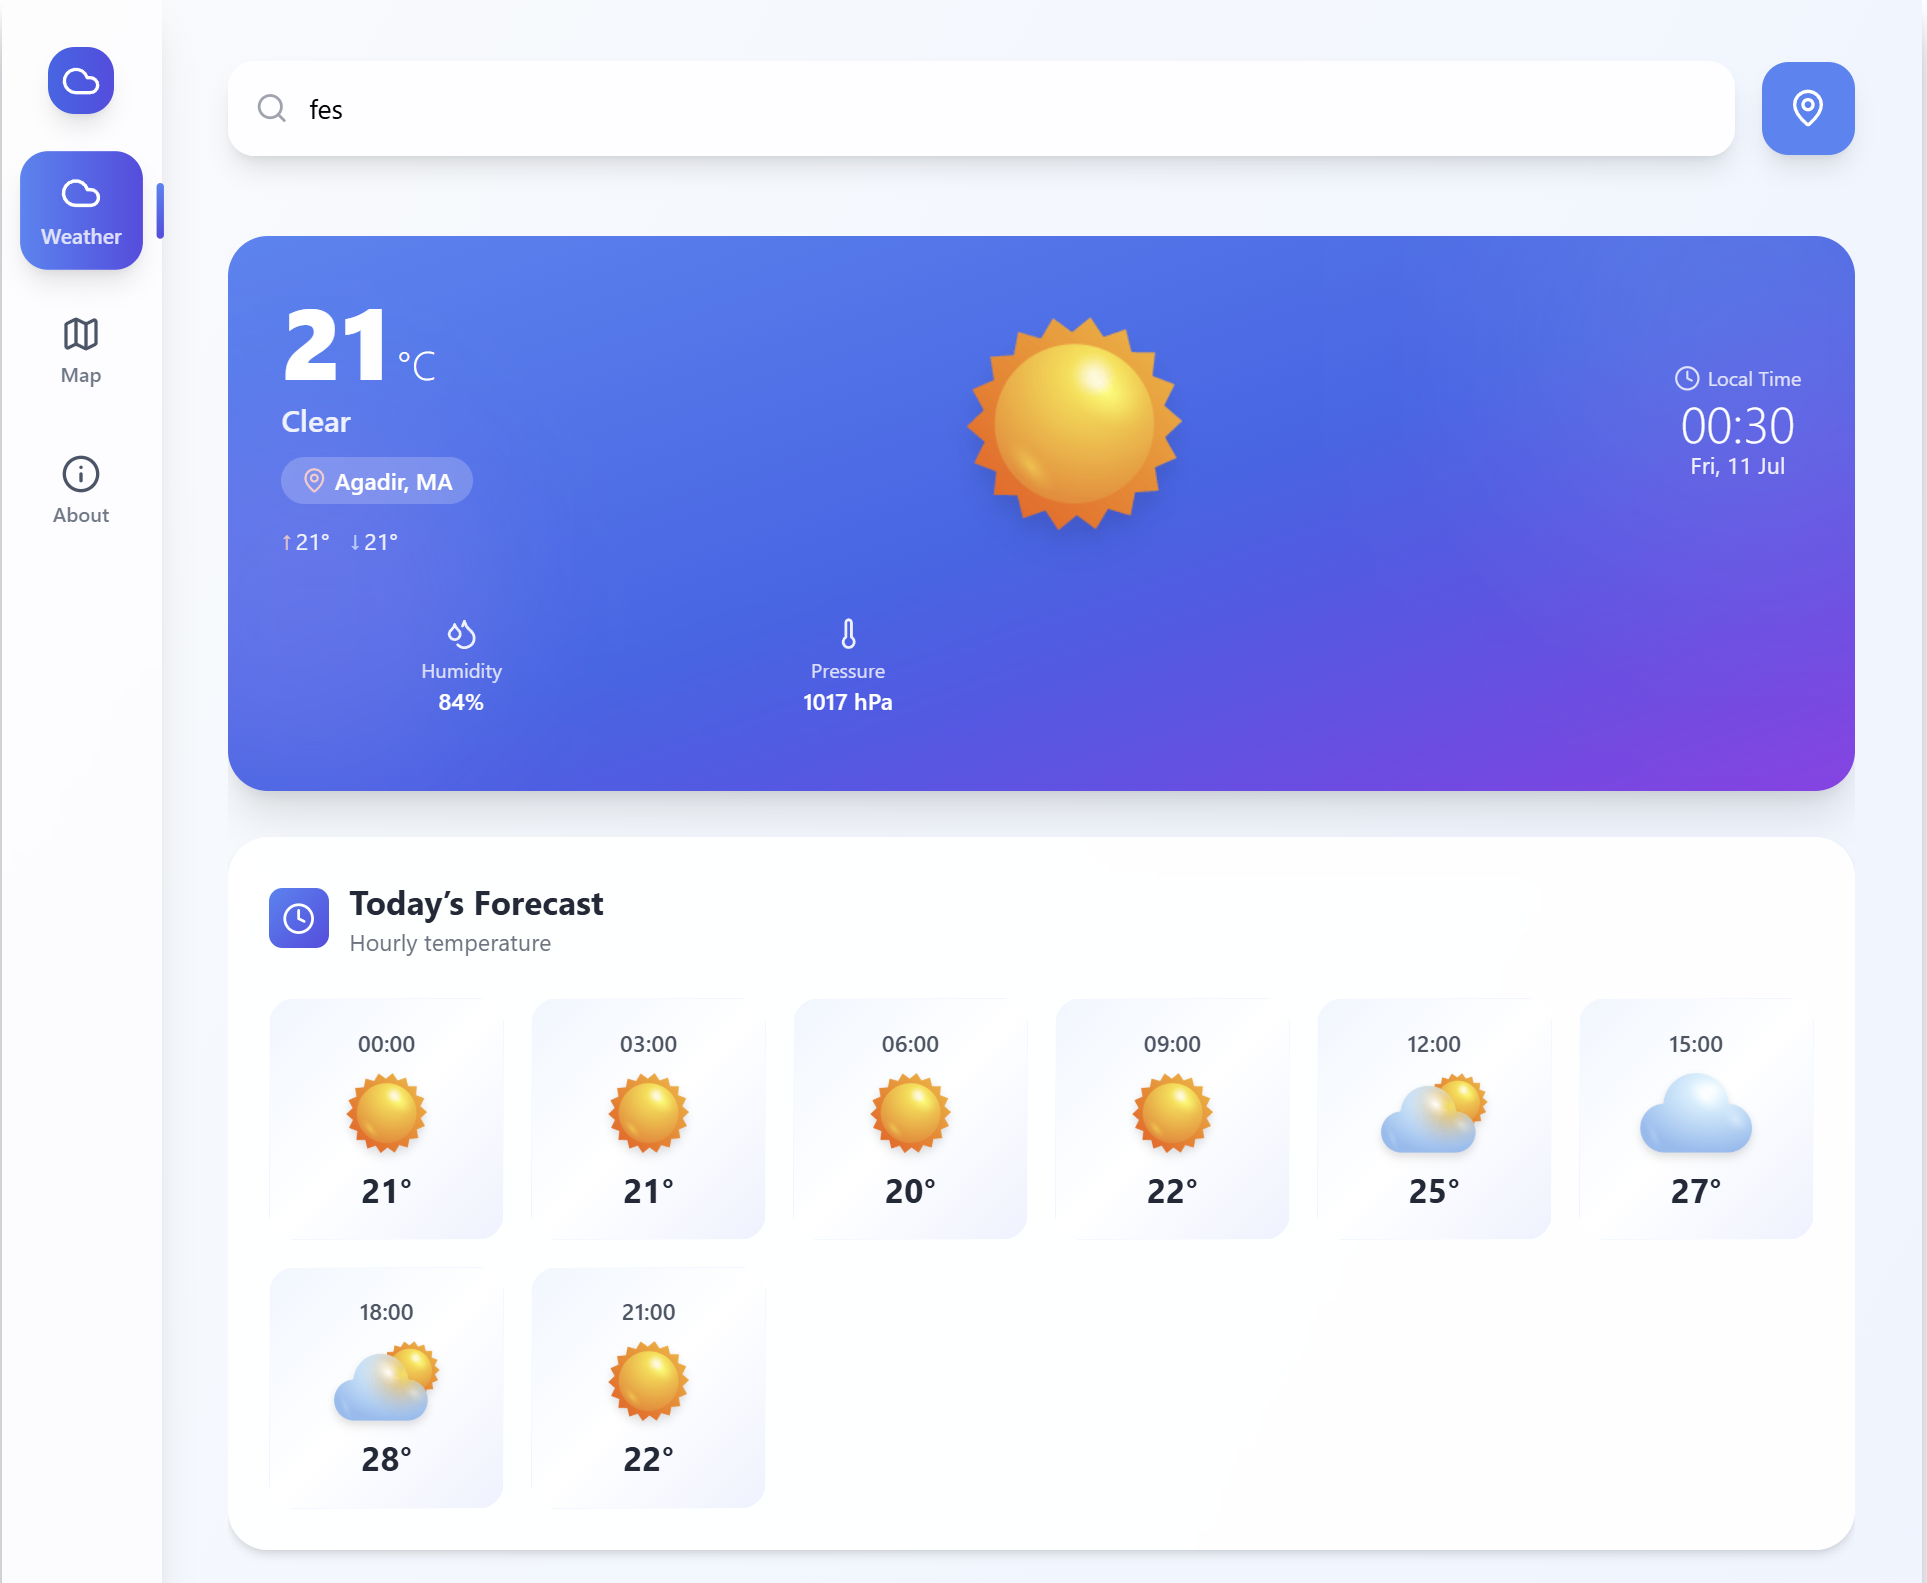 fes
Weather
Map
About
21 °C
Clear
Agadir, MA
↑21° ↓21°
Local Time
00:30
Fri, 11 Jul
Humidity
84%
Pressure
1017 hPa
Today’s Forecast
Hourly temperature
00:00
21°
03:00
21°
06:00
20°
09:00
22°
12:00
25°
15:00
27°
18:00
28°
21:00
22°